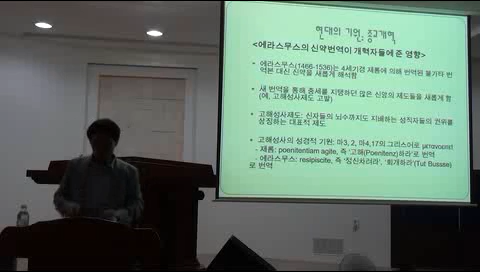 현대의 기원, 종교개혁
<에라스무스의 신약번역이 개혁자들에 준 영향>
에라스무스(1466-1536)는 4세기경 제롬에 의해 번역된 불가타 번
역본 대신 신약을 새롭게 해석함
새 번역을 통해 중세를 지탱하던 많은 신앙의 제도들을 새롭게 함
(예, 고해성사제도 고발)
고해성사제도: 신자들의 뇌수까지도 지배하는 성직자들의 권위를
상징하는 대표적 제도
고해성사의 성경적 기원: 마3, 2, 마4,17의 그리스어로 μετανοειτε
- 제롬: poenitentiam agite, 즉 '고해(Poenitenz)하라'로 번역
- 에라스무스: resipiscite, 즉 '정신차려라', '회개하라'(Tut Bussse)
로 번역